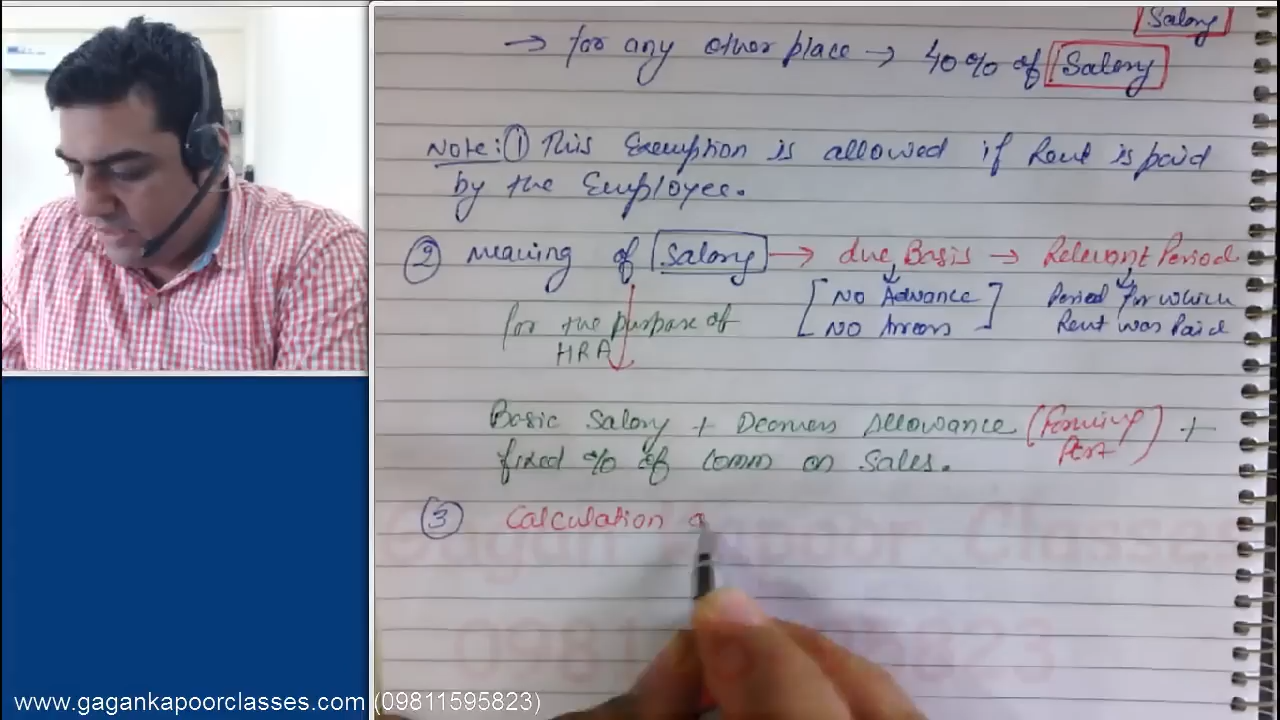 Salary
→ for any other place → 40% of Salary
Note: ① This Exemption is allowed if Rent is paid
by the Employee.
② Meaning of Salary → due Basis → Relevant Period
[No Advance
No Arrears]
Period for which
Rent was Paid
for the purpose of
HRA
Basic Salary + Dearness Allowance (Forming Part) +
fixed % of Comm on Sales.
③ Calculation o
Gagan Kapoor Classes
www.gagankapoorclasses.com (09811595823)